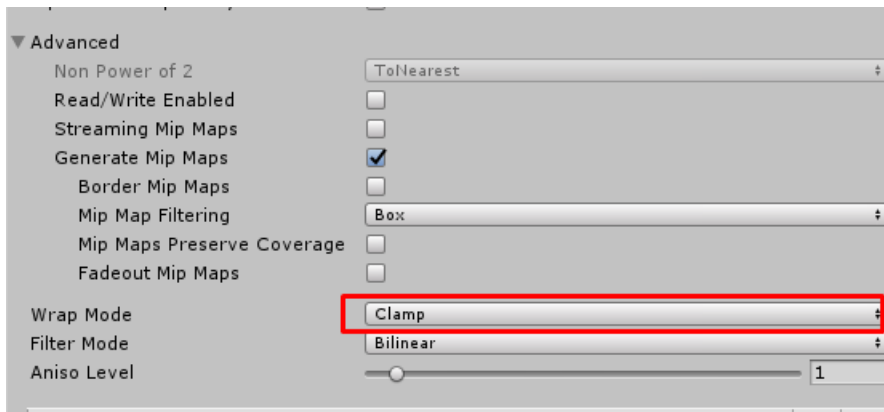 Advanced
Non Power of 2 ToNearest
Read/Write Enabled
Streaming Mip Maps
Generate Mip Maps
Border Mip Maps
Mip Map Filtering Box
Mip Maps Preserve Coverage
Fadeout Mip Maps
Wrap Mode Clamp
Filter Mode Bilinear
Aniso Level 1